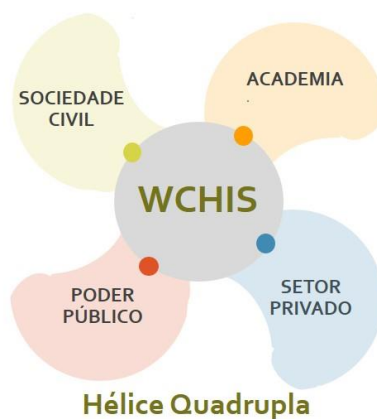 SOCIEDADE
CIVIL
ACADEMIA
WCHIS
PODER
PÚBLICO
SETOR
PRIVADO
Hélice Quadrupla